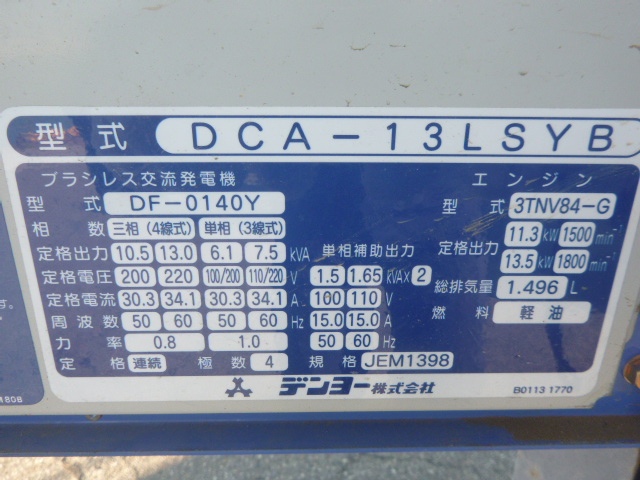 型式 DCA-13LSYB
ブラシレス交流発電機 エンジン
型式 DF-0140Y 型式 3TNV84-G
相数 三相(4線式) 単相(3線式) 11.3 kW 1500 min⁻¹
定格出力 10.5 13.0 6.1 7.5 kVA 単相補助出力 定格出力 13.5 kW 1800 min⁻¹
定格電圧 200 220 100/200 110/220 V 1.5 1.65 kVA×2 総排気量 1.496 L
定格電流 30.3 34.1 30.3 34.1 A 100 110 V 燃料 軽油
周波数 50 60 50 60 Hz 15.0 15.0 A
力率 0.8 1.0 50 60 Hz
定格 連続 極数 4 規格 JEM1398
デンヨー株式会社 B0113 1770
す。